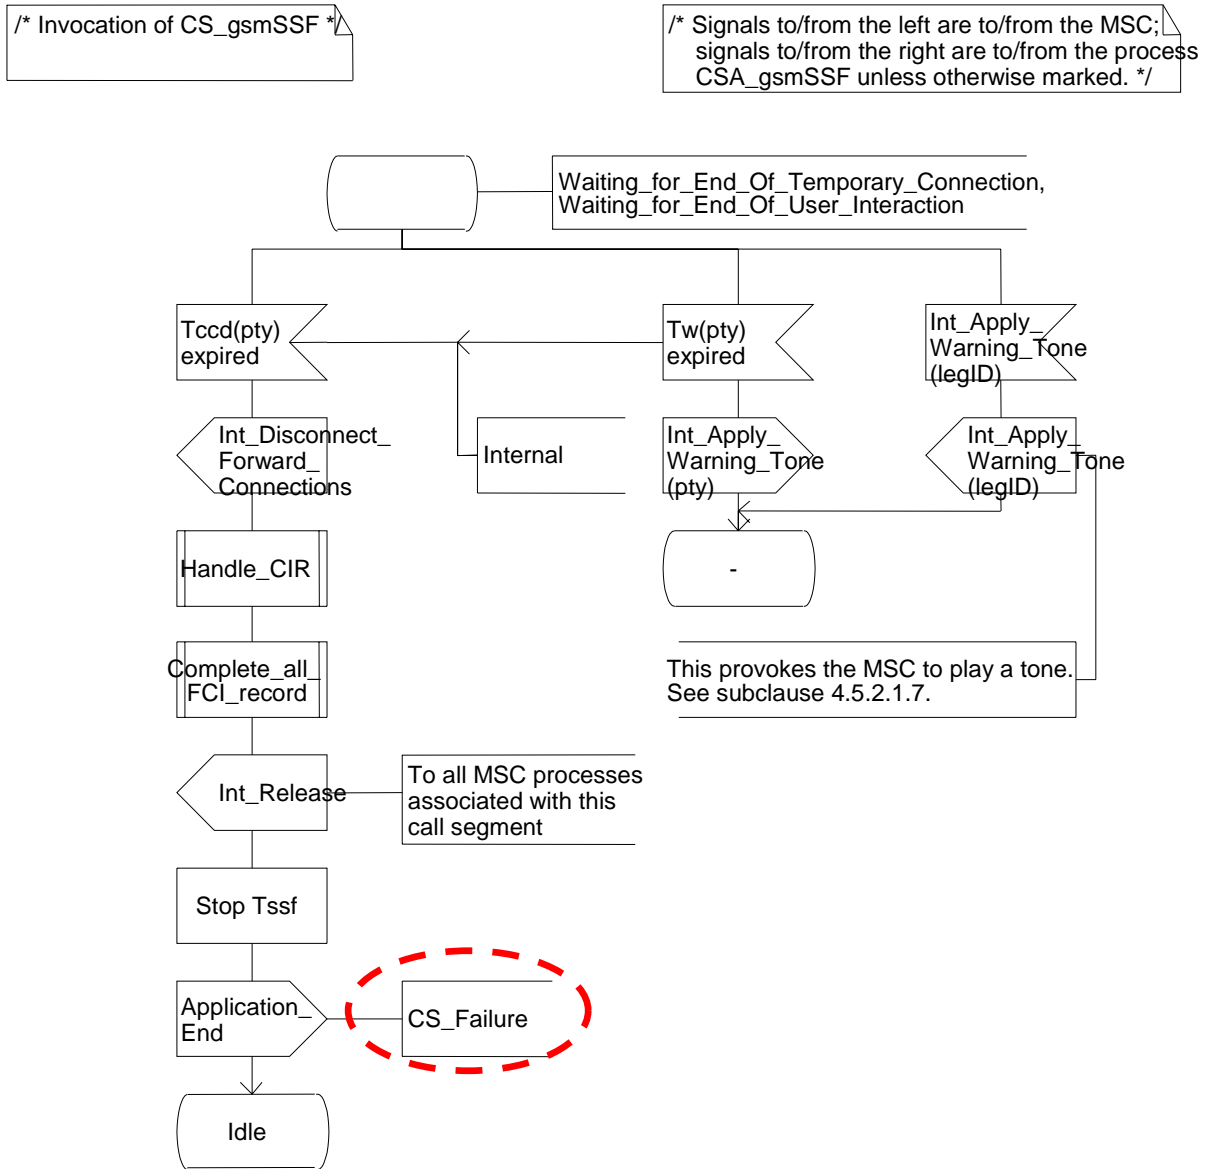 /* Invocation of CS_gsmSSF */
/* Signals to/from the left are to/from the MSC;
signals to/from the right are to/from the process
CSA_gsmSSF unless otherwise marked. */
Waiting_for_End_Of_Temporary_Connection,
Waiting_for_End_Of_User_Interaction
Tccd(pty)
expired
Tw(pty)
expired
Int_Apply_
Warning_Tone
(legID)
Int_Disconnect_
Forward_
Connections
Internal
Int_Apply_
Warning_Tone
(pty)
Int_Apply_
Warning_Tone
(legID)
Handle_CIR
-
Complete_all_
FCI_record
This provokes the MSC to play a tone.
See subclause 4.5.2.1.7.
Int_Release
To all MSC processes
associated with this
call segment
Stop Tssf
Application_
End
CS_Failure
Idle